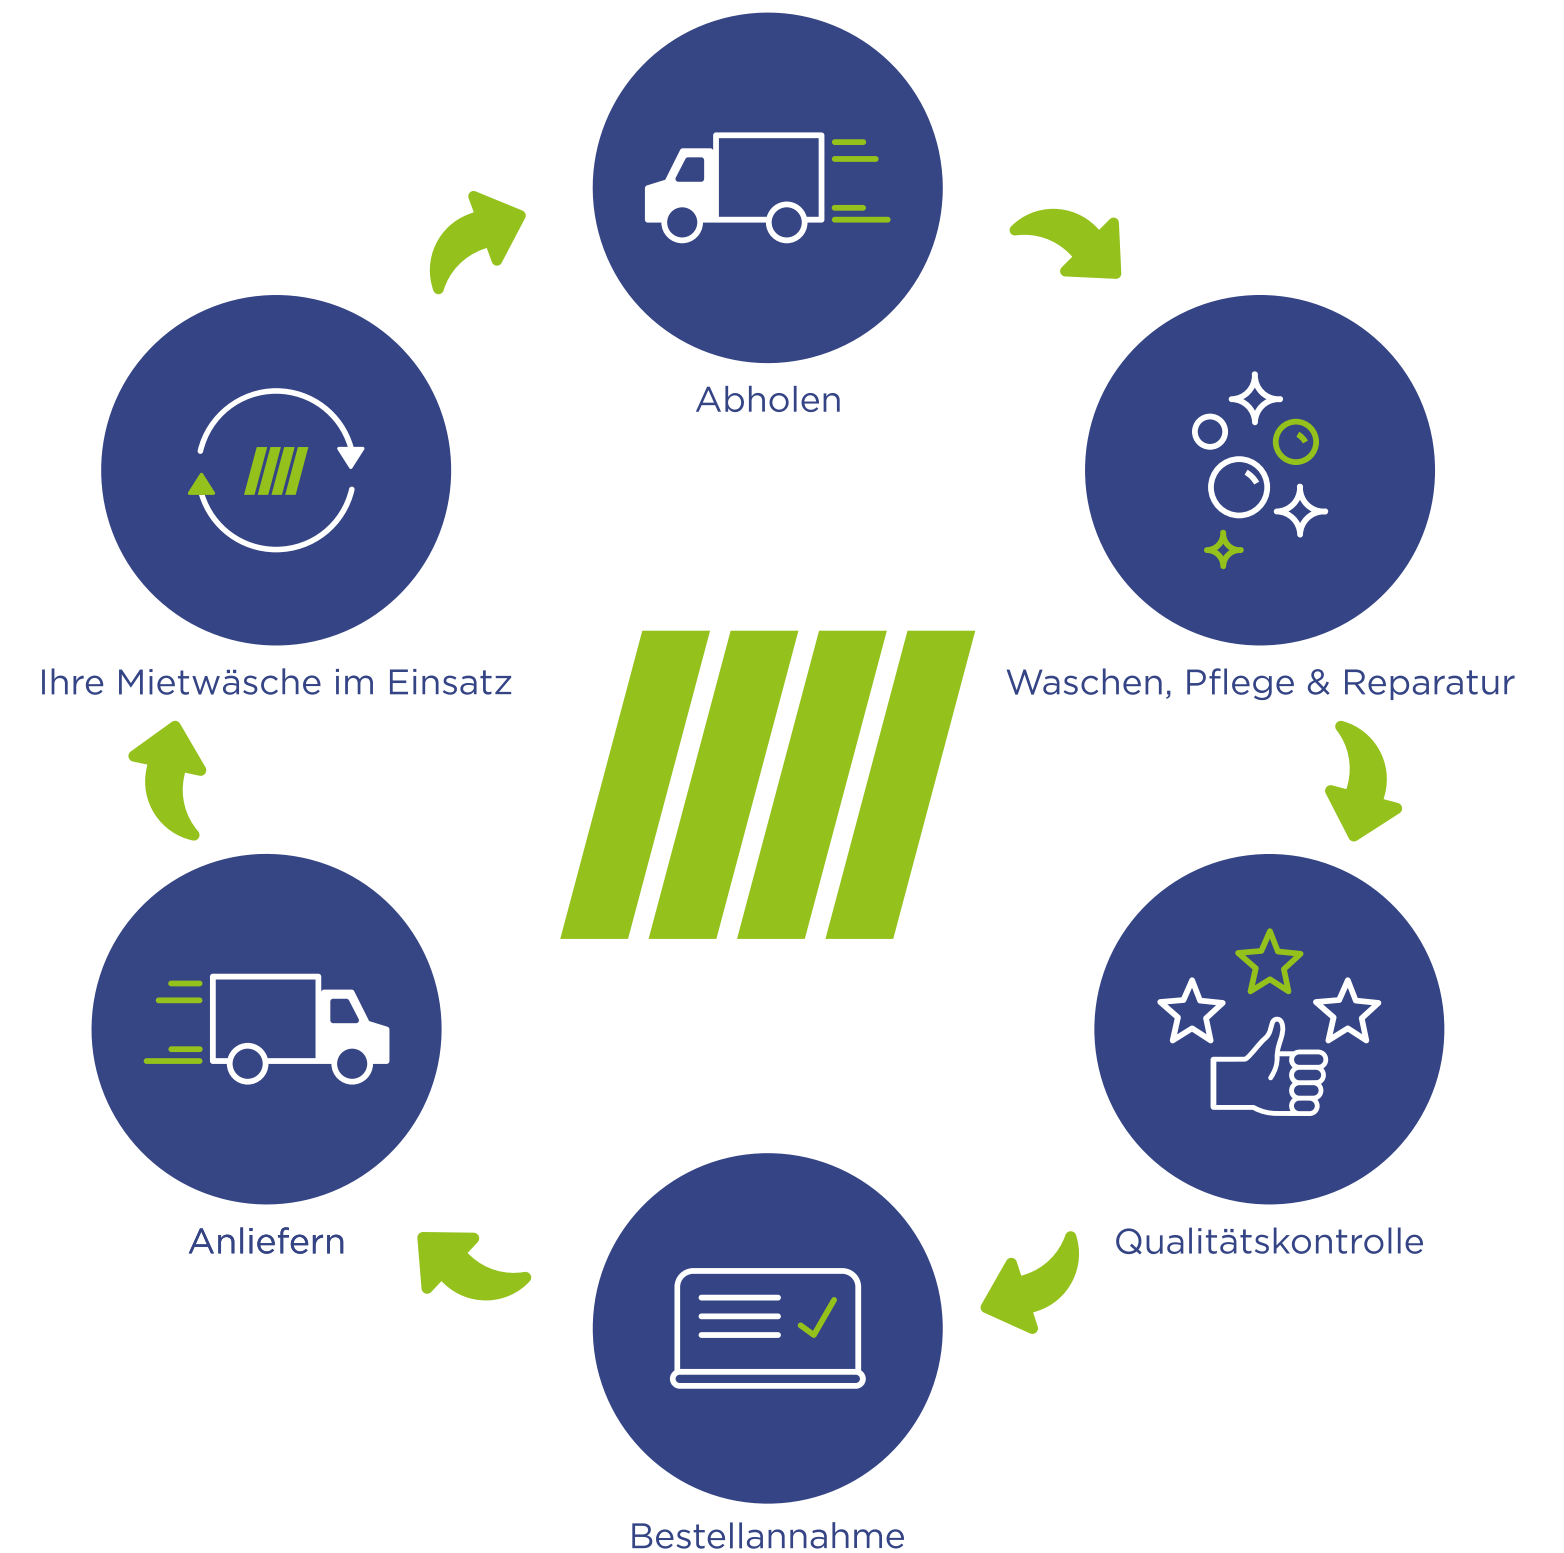 Abholen
Ihre Mietwäsche im Einsatz
Waschen, Pflege & Reparatur
Anliefern
Qualitätskontrolle
Bestellannahme